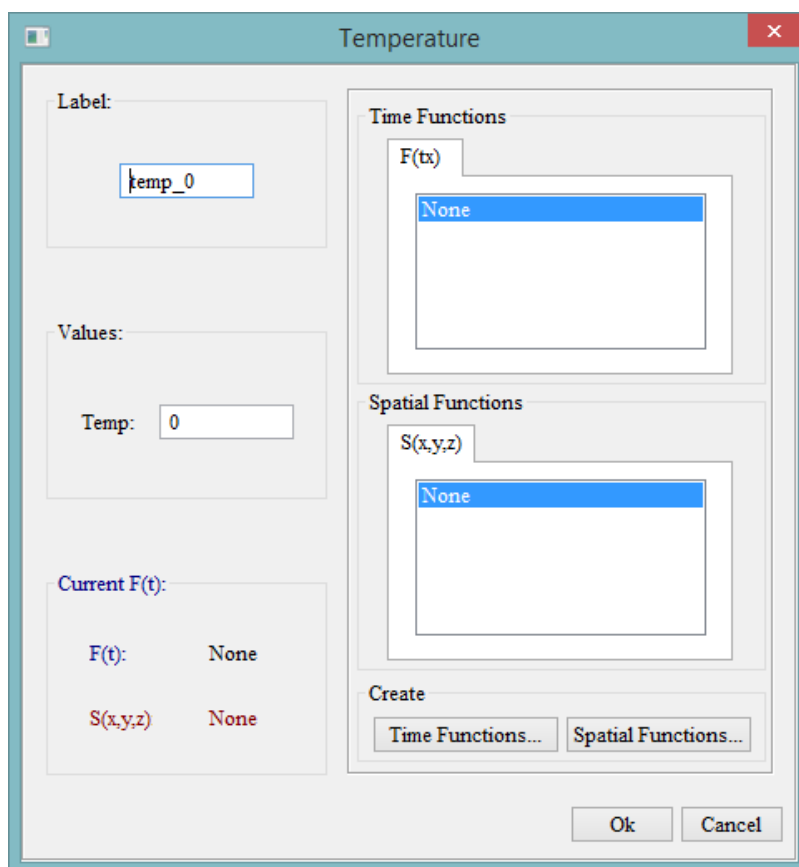 Temperature
Label:
temp_0
Values:
Temp: 0
Current F(t):
F(t): None
S(x,y,z) None
Time Functions
F(tx)
None
Spatial Functions
S(x,y,z)
None
Create
Time Functions... Spatial Functions...
Ok Cancel